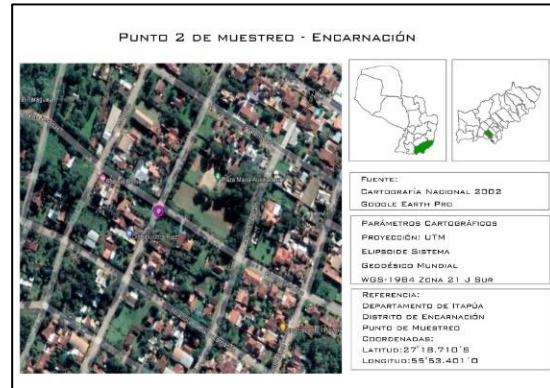 Punto 2 de muestreo - Encarnación
Fuente:
Cartografía Nacional 2002
Google Earth Pro
Parámetros Cartográficos
Proyección: UTM
Elipsoide Sistema
Geodésico Mundial
WGS-1984 Zona 21 J Sur
Referencia:
Departamento de Itapúa
Distrito de Encarnación
Punto de Muestreo
Coordenadas:
Latitud:27°18.710´S
Longitud:55°53.401´O